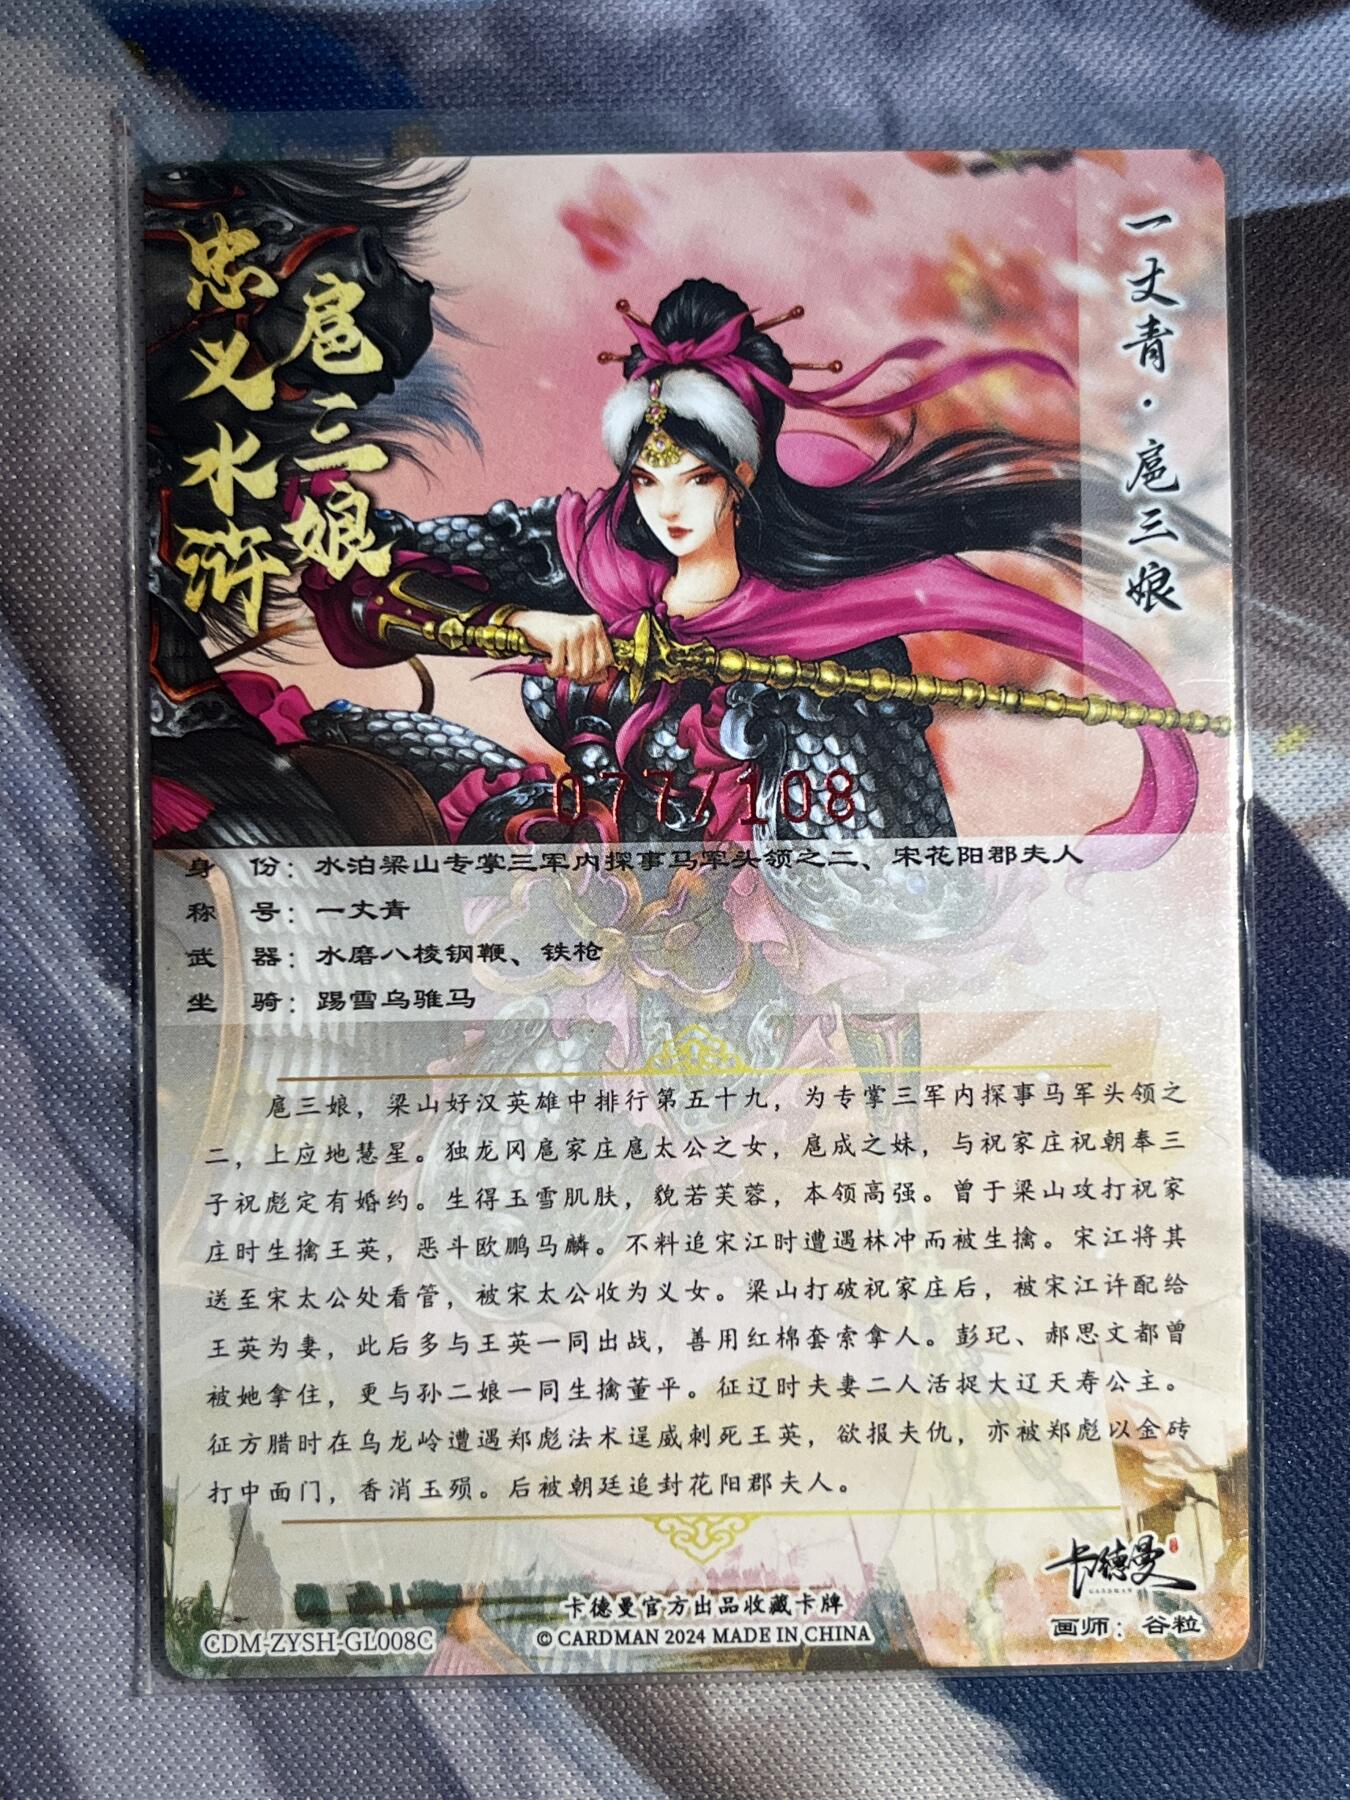 忠义水浒
扈三娘
一丈青·扈三娘
077/108
身 份：水泊梁山专掌三军内探事马军头领之二、宋花阳郡夫人
称 号：一丈青
武 器：水磨八棱钢鞭、铁枪
坐 骑：踢雪乌骓马
扈三娘，梁山好汉英雄中排行第五十九，为专掌三军内探事马军头领之
二，上应地慧星。独龙冈扈家庄扈太公之女，扈成之妹，与祝家庄祝朝奉三
子祝彪定有婚约。生得玉雪肌肤，貌若芙蓉，本领高强。曾于梁山攻打祝家
庄时生擒王英，恶斗欧鹏马麟。不料追宋江时遭遇林冲而被生擒。宋江将其
送至宋太公处看管，被宋太公收为义女。梁山打破祝家庄后，被宋江许配给
王英为妻，此后多与王英一同出战，善用红棉套索拿人。彭玘、郝思文都曾
被她拿住，更与孙二娘一同生擒董平。征辽时夫妻二人活捉大辽天寿公主。
征方腊时在乌龙岭遭遇郑彪法术逞威刺死王英，欲报夫仇，亦被郑彪以金砖
打中面门，香消玉殒。后被朝廷追封花阳郡夫人。
卡德曼
CARDMAN
卡德曼官方出品收藏卡牌
画师：谷粒
CDM-ZYSH-GL008C
© CARDMAN 2024 MADE IN CHINA